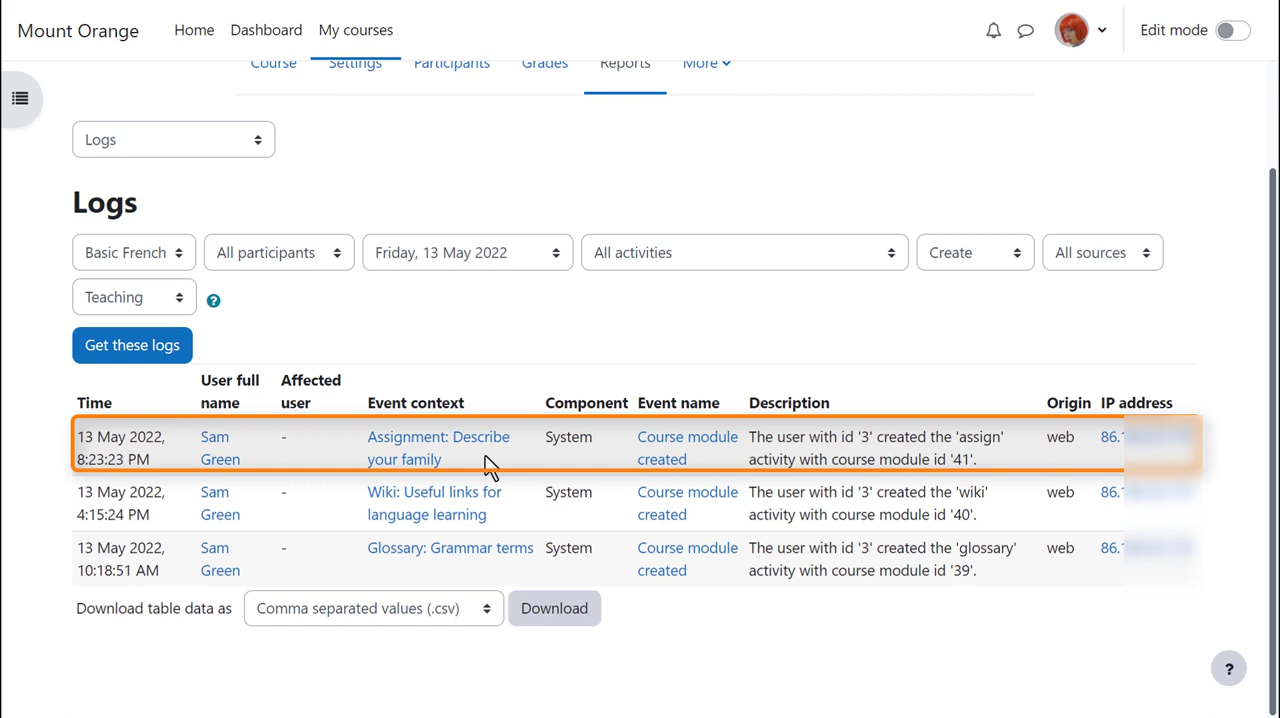 Mount Orange Home Dashboard My courses Edit mode
Course Settings Participants Grades Reports More
Logs
Logs
Basic French All participants Friday, 13 May 2022 All activities Create All sources
Teaching ?
Get these logs
User full Affected
Time name user Event context Component Event name Description Origin IP address
13 May 2022, Sam - Assignment: Describe System Course module The user with id '3' created the 'assign' web 86.
8:23:23 PM Green your family created activity with course module id '41'.
13 May 2022, Sam - Wiki: Useful links for System Course module The user with id '3' created the 'wiki' web 86.
4:15:24 PM Green language learning created activity with course module id '40'.
13 May 2022, Sam - Glossary: Grammar terms System Course module The user with id '3' created the 'glossary' web 86.
10:18:51 AM Green created activity with course module id '39'.
Download table data as Comma separated values (.csv) Download
?